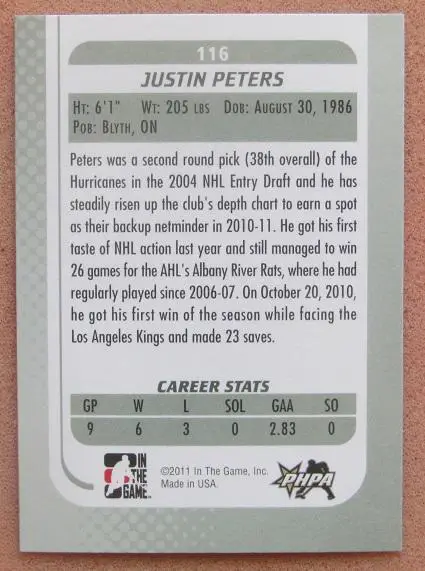 116
JUSTIN PETERS
HT: 6'1" WT: 205 LBS DOB: AUGUST 30, 1986
POB: BLYTH, ON
Peters was a second round pick (38th overall) of the
Hurricanes in the 2004 NHL Entry Draft and he has
steadily risen up the club's depth chart to earn a spot
as their backup netminder in 2010-11. He got his first
taste of NHL action last year and still managed to win
26 games for the AHL's Albany River Rats, where he had
regularly played since 2006-07. On October 20, 2010,
he got his first win of the season while facing the
Los Angeles Kings and made 23 saves.
CAREER STATS
GP W L SOL GAA SO
9 6 3 0 2.83 0
IN THE GAME
©2011 In The Game, Inc.
Made in USA.
PHPA